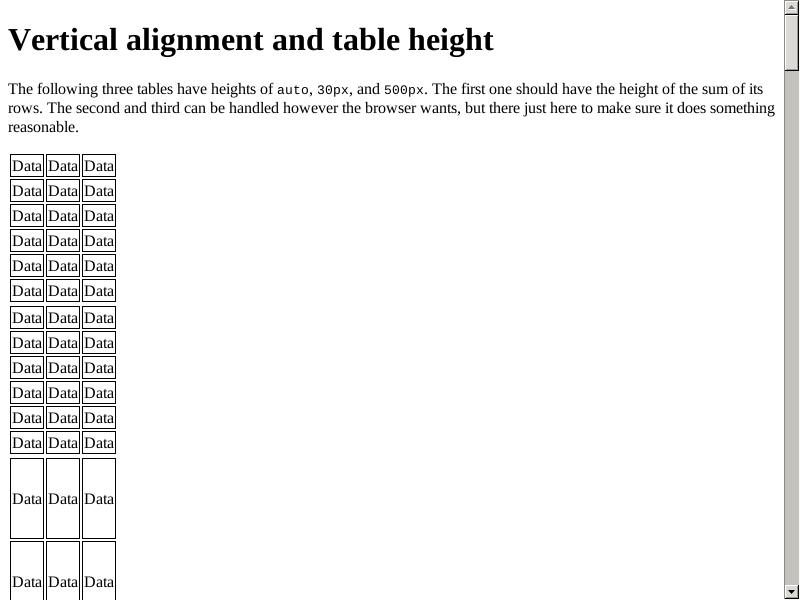 Vertical alignment and table height
The following three tables have heights of auto, 30px, and 500px. The first one should have the height of the sum of its
rows. The second and third can be handled however the browser wants, but there just here to make sure it does something
reasonable.
Data Data Data
Data Data Data
Data Data Data
Data Data Data
Data Data Data
Data Data Data
Data Data Data
Data Data Data
Data Data Data
Data Data Data
Data Data Data
Data Data Data
Data Data Data
Data Data Data